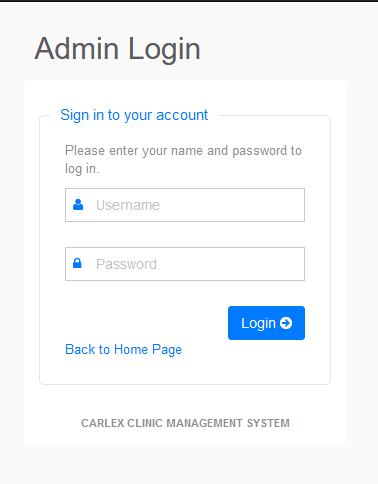 Admin Login
Sign in to your account
Please enter your name and password to
log in.
Username
Password
Login
Back to Home Page
CARLEX CLINIC MANAGEMENT SYSTEM